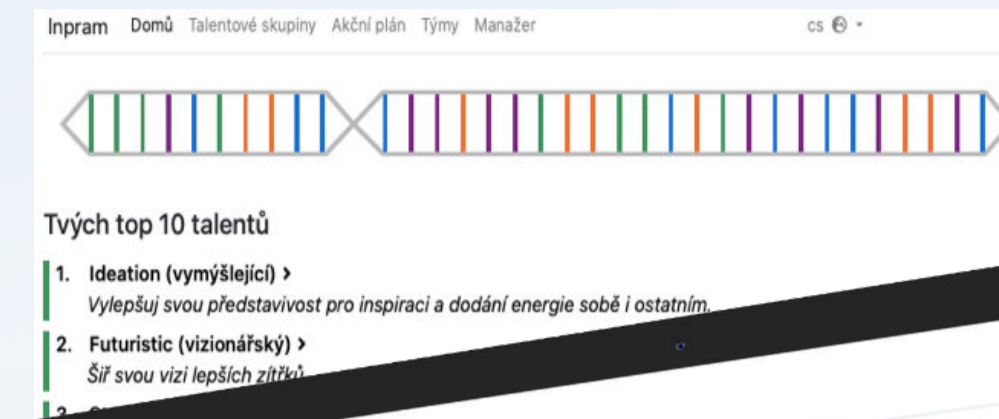 Inpram Domů Talentové skupiny Akční plán Týmy Manažer cs
Tvých top 10 talentů
1. Ideation (vymýšlející) >
Vylepšuj svou představivost pro inspiraci a dodání energie sobě i ostatním.
2. Futuristic (vizionářský) >
Šiř svou vizi lepších zítřků